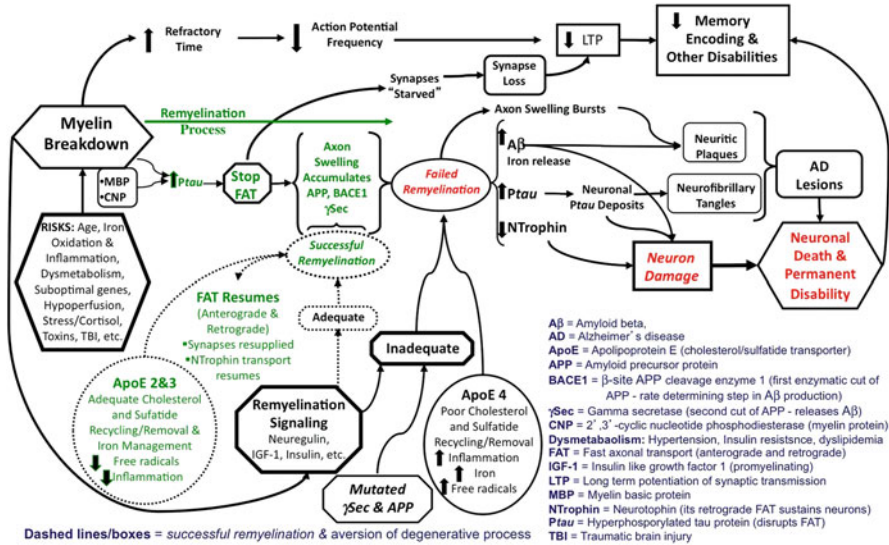 Refractory
Time
Action Potential
Frequency
LTP
Memory
Encoding &
Other Disabilities
Synapses
“Starved”
Synapse
Loss
Remyelination
Process
Myelin
Breakdown
•MBP
•CNP
Ptau
Stop
FAT
Axon
Swelling
Accumulates
APP, BACE1
γSec
Failed
Remyelination
Axon Swelling Bursts
Aβ
Iron release
Neuritic
Plaques
Ptau
Neuronal
Ptau Deposits
Neurofibrillary
Tangles
NTrophin
AD
Lesions
Neuron
Damage
Neuronal
Death &
Permanent
Disability
RISKS: Age, Iron
Oxidation &
Inflammation,
Dysmetabolism,
Suboptimal genes,
Hypoperfusion,
Stress/Cortisol,
Toxins, TBI, etc.
Successful
Remyelination
FAT Resumes
(Anterograde &
Retrograde)
•Synapses resupplied
•NTrophin transport
resumes
Adequate
Inadequate
ApoE 2&3
Adequate Cholesterol
and Sufatide
Recycling/Removal &
Iron Management
Free radicals
Inflammation
Remyelination
Signaling
Neuregulin,
IGF-1, Insulin, etc.
Mutated
γSec & APP
ApoE 4
Poor Cholesterol
and Sulfatide
Recycling/Removal
Inflammation
Iron
Free radicals
Aβ = Amyloid beta,
AD = Alzheimer’s disease
ApoE = Apolipoprotein E (cholesterol/sulfatide transporter)
APP = Amyloid precursor protein
BACE1 = β-site APP cleavage enzyme 1 (first enzymatic cut of
APP - rate determining step in Aβ production)
γSec = Gamma secretase (second cut of APP - releases Aβ)
CNP = 2’,3’-cyclic nucleotide phosphodiesterase (myelin protein)
Dysmetabaolism: Hypertension, Insulin resistsnce, dyslipidemia
FAT = Fast axonal transport (anterograde and retrograde)
IGF-1 = Insulin like growth factor 1 (promyelinating)
LTP = Long term potentiation of synaptic transmission
MBP = Myelin basic protein
NTrophin = Neurotophin (its retrograde FAT sustains neurons)
Ptau = Hyperphosporylated tau protein (disrupts FAT)
TBI = Traumatic brain injury
Dashed lines/boxes = successful remyelination & aversion of degenerative process